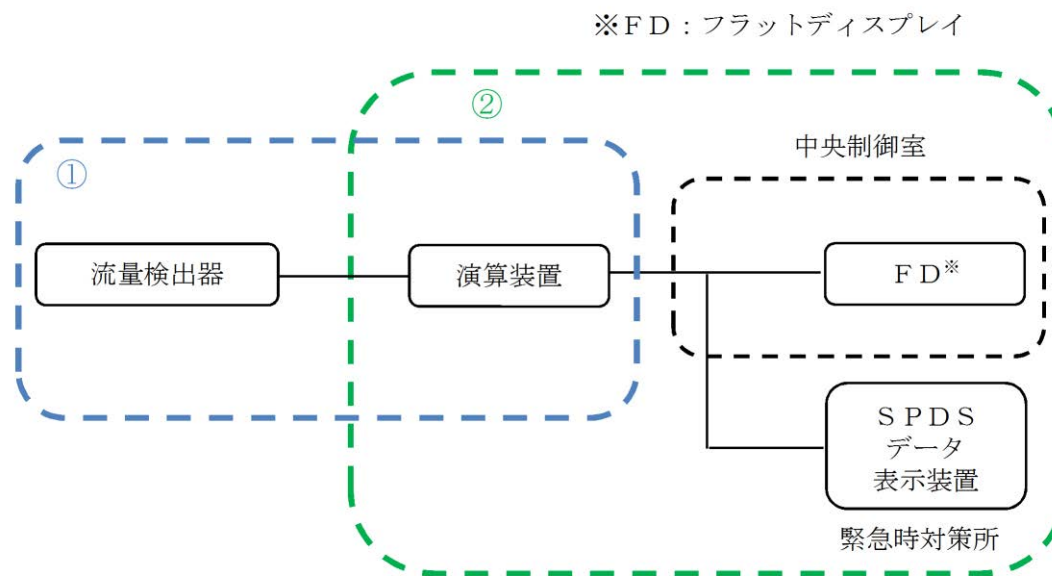 ※ＦＤ：フラットディスプレイ
②
①
中央制御室
流量検出器
演算装置
ＦＤ※
ＳＰＤＳ
データ
表示装置
緊急時対策所